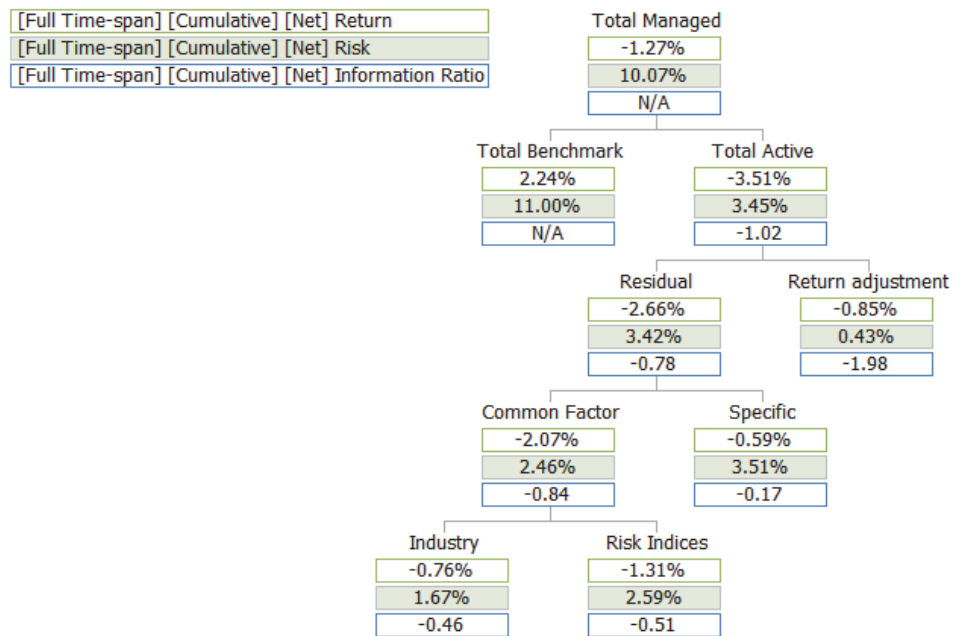 [Full Time-span] [Cumulative] [Net] Return
[Full Time-span] [Cumulative] [Net] Risk
[Full Time-span] [Cumulative] [Net] Information Ratio
Total Managed
-1.27%
10.07%
N/A
Total Benchmark
2.24%
11.00%
N/A
Total Active
-3.51%
3.45%
-1.02
Residual
-2.66%
3.42%
-0.78
Return adjustment
-0.85%
0.43%
-1.98
Common Factor
-2.07%
2.46%
-0.84
Specific
-0.59%
3.51%
-0.17
Industry
-0.76%
1.67%
-0.46
Risk Indices
-1.31%
2.59%
-0.51